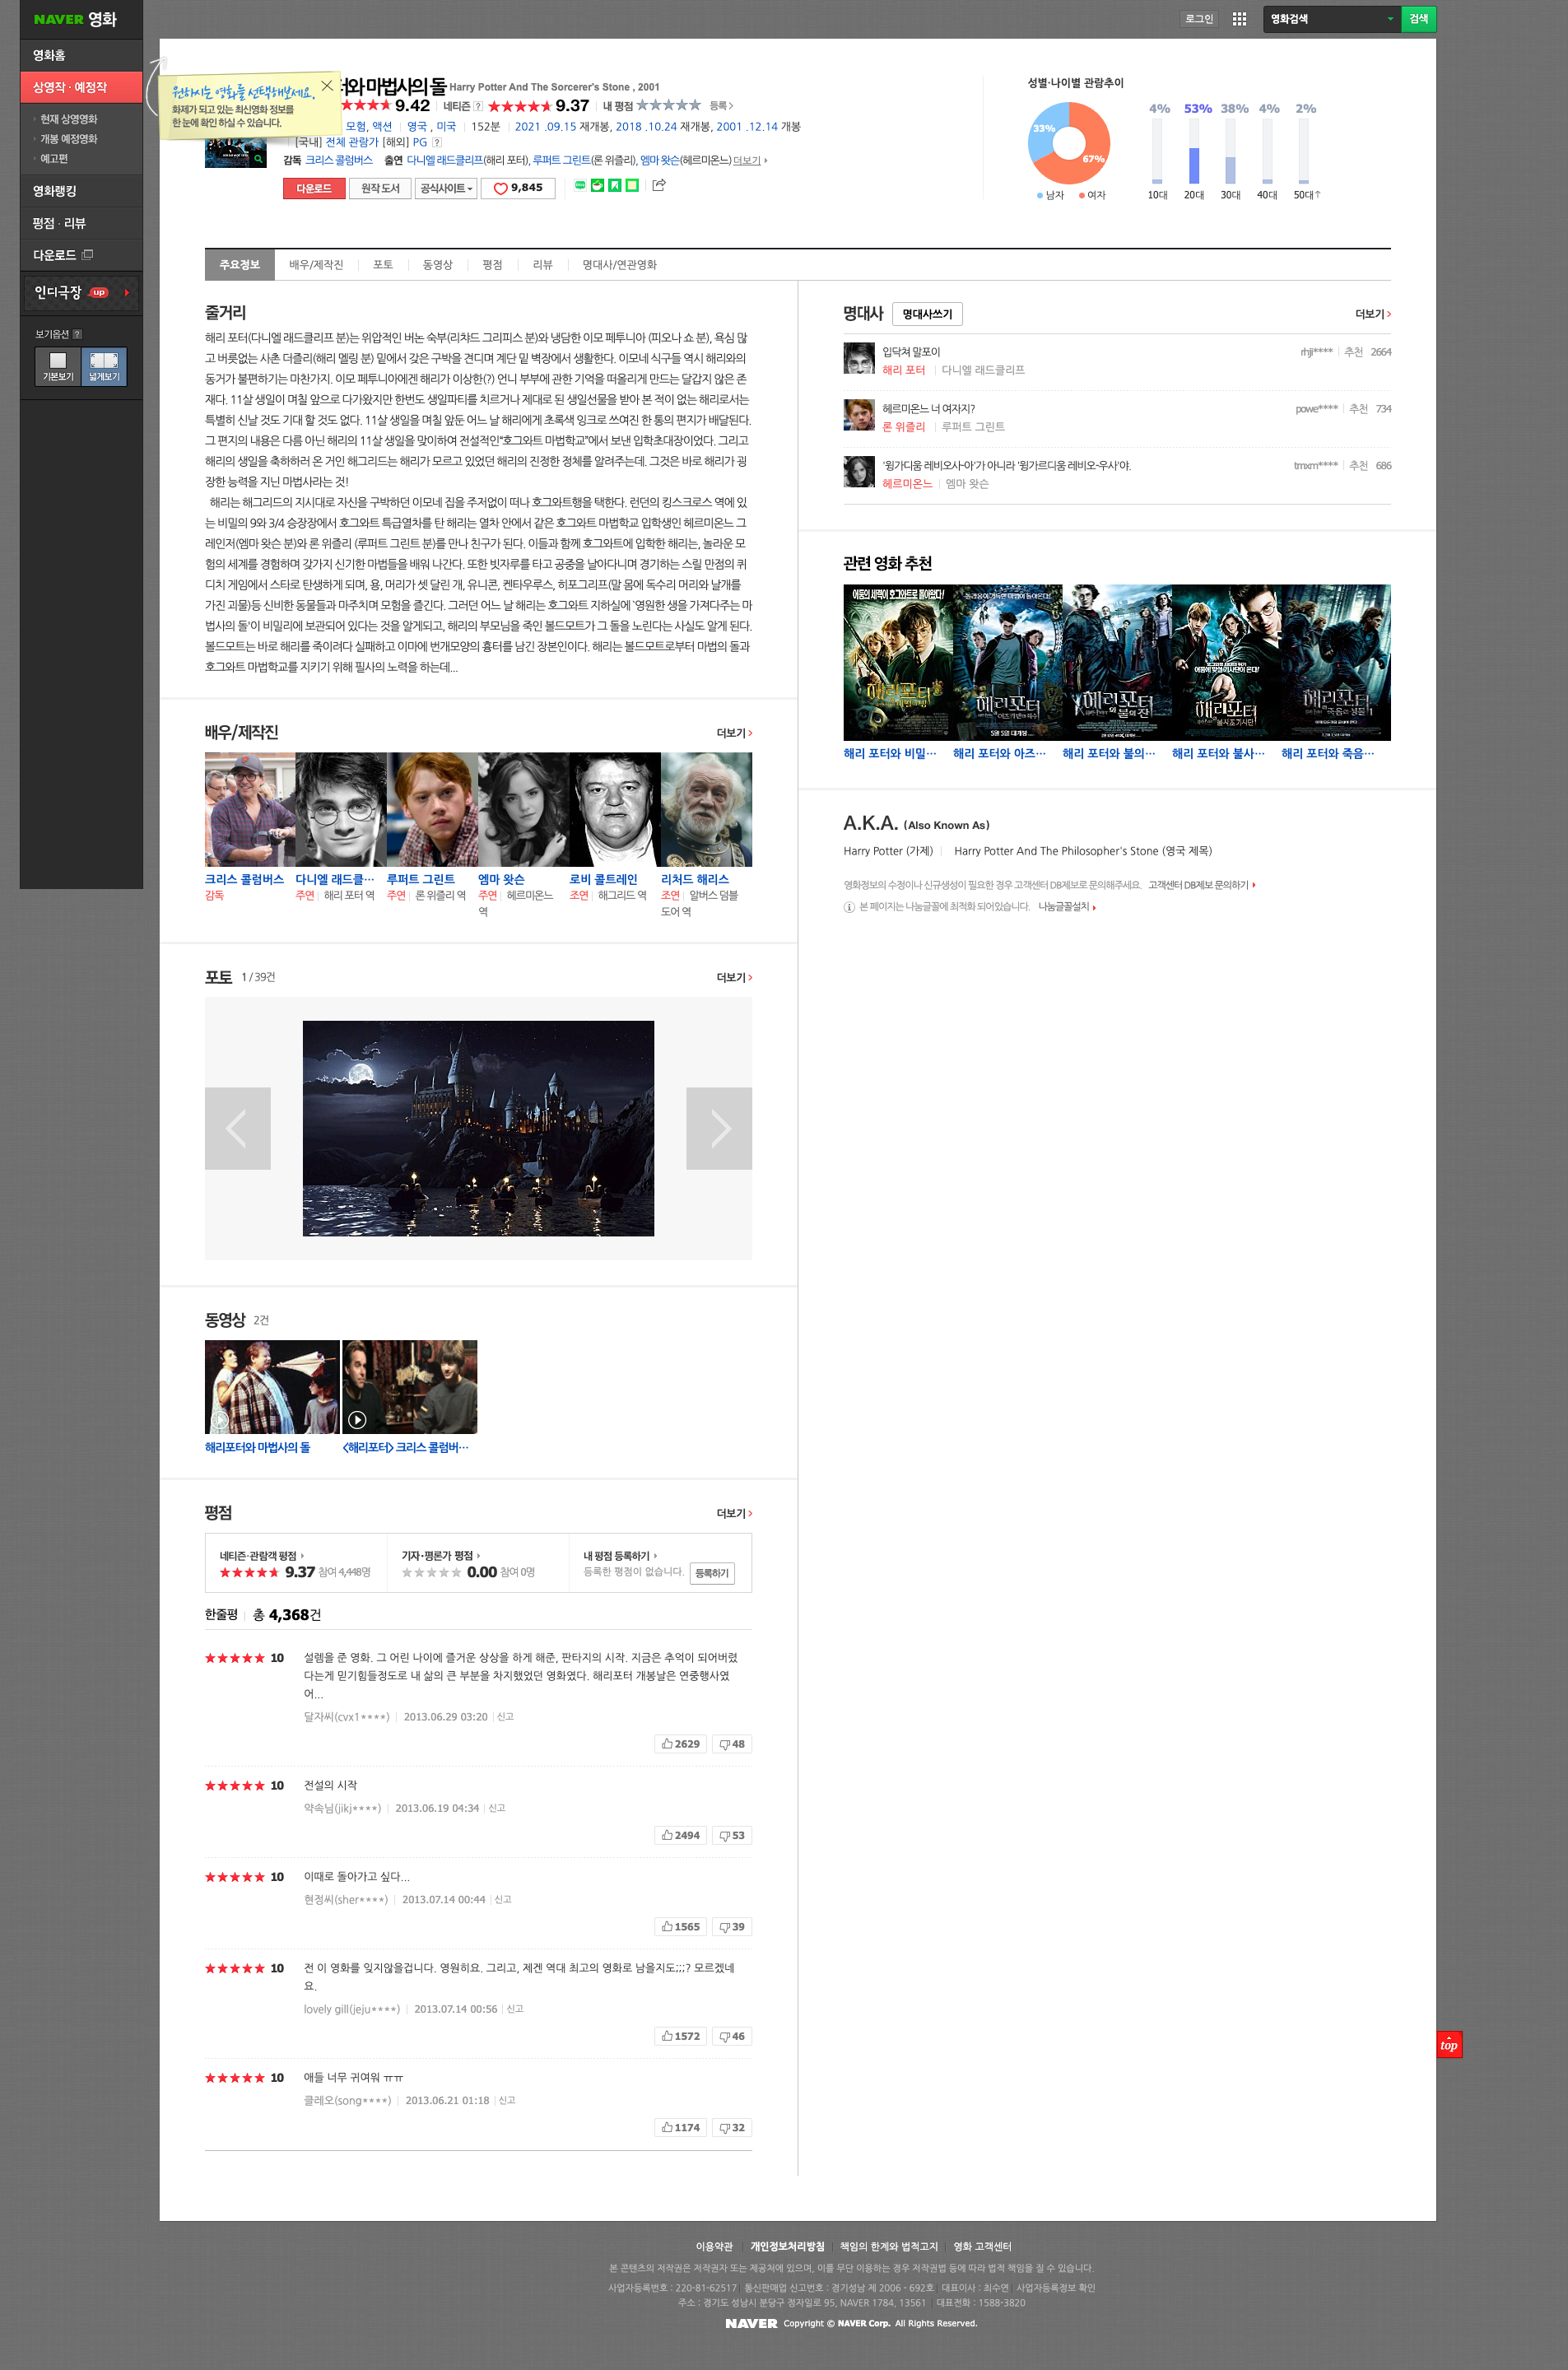 NAVER 영화
로그인
영화검색
검색
영화홈
상영작 · 예정작
현재 상영영화
개봉 예정영화
예고편
영화랭킹
평점 · 리뷰
다운로드
인디극장 up
보기옵션 ?
기본보기 넓게보기
원하시는 영화를 선택해보세요.
화제가 되고 있는 최신영화 정보를
한 눈에 확인 하실 수 있습니다.
터와 마법사의 돌 Harry Potter And The Sorcerer's Stone , 2001
9.42 네티즌 ? 9.37 내 평점 등록
모험, 액션 영국 , 미국 152분 2021 .09.15 재개봉, 2018 .10.24 재개봉, 2001 .12.14 개봉
[국내] 전체 관람가 [해외] PG ?
감독 크리스 콜럼버스 출연 다니엘 래드클리프(해리 포터), 루퍼트 그린트(론 위즐리), 엠마 왓슨(헤르미온느) 더보기
다운로드 원작 도서 공식사이트 9,845
성별·나이별 관람추이
33% 67%
남자 여자
4% 53% 38% 4% 2%
10대 20대 30대 40대 50대↑
주요정보 배우/제작진 포토 동영상 평점 리뷰 명대사/연관영화
줄거리
해리 포터(다니엘 래드클리프 분)는 위압적인 버논 숙부(리챠드 그리피스 분)와 냉담한 이모 페투니아 (피오나 쇼 분), 욕심 많
고 버릇없는 사촌 더즐리(해리 멜링 분) 밑에서 갖은 구박을 견디며 계단 밑 벽장에서 생활한다. 이모네 식구들 역시 해리와의
동거가 불편하기는 마찬가지. 이모 페투니아에겐 해리가 이상한(?) 언니 부부에 관한 기억을 떠올리게 만드는 달갑지 않은 존
재다. 11살 생일이 며칠 앞으로 다가왔지만 한번도 생일파티를 치르거나 제대로 된 생일선물을 받아 본 적이 없는 해리로서는
특별히 신날 것도 기대 할 것도 없다. 11살 생일을 며칠 앞둔 어느 날 해리에게 초록색 잉크로 쓰여진 한 통의 편지가 배달된다.
그 편지의 내용은 다름 아닌 해리의 11살 생일을 맞이하여 전설적인“호그와트 마법학교”에서 보낸 입학초대장이었다. 그리고
해리의 생일을 축하하러 온 거인 해그리드는 해리가 모르고 있었던 해리의 진정한 정체를 알려주는데. 그것은 바로 해리가 굉
장한 능력을 지닌 마법사라는 것!
해리는 해그리드의 지시대로 자신을 구박하던 이모네 집을 주저없이 떠나 호그와트행을 택한다. 런던의 킹스크로스 역에 있
는 비밀의 9와 3/4 승장장에서 호그와트 특급열차를 탄 해리는 열차 안에서 같은 호그와트 마법학교 입학생인 헤르미온느 그
레인저(엠마 왓슨 분)와 론 위즐리 (루퍼트 그린트 분)를 만나 친구가 된다. 이들과 함께 호그와트에 입학한 해리는, 놀라운 모
험의 세계를 경험하며 갖가지 신기한 마법들을 배워 나간다. 또한 빗자루를 타고 공중을 날아다니며 경기하는 스릴 만점의 퀴
디치 게임에서 스타로 탄생하게 되며, 용, 머리가 셋 달린 개, 유니콘, 켄타우루스, 히포그리프(말 몸에 독수리 머리와 날개를
가진 괴물)등 신비한 동물들과 마주치며 모험을 즐긴다. 그러던 어느 날 해리는 호그와트 지하실에 '영원한 생을 가져다주는 마
법사의 돌'이 비밀리에 보관되어 있다는 것을 알게되고, 해리의 부모님을 죽인 볼드모트가 그 돌을 노린다는 사실도 알게 된다.
볼드모트는 바로 해리를 죽이려다 실패하고 이마에 번개모양의 흉터를 남긴 장본인이다. 해리는 볼드모트로부터 마법의 돌과
호그와트 마법학교를 지키기 위해 필사의 노력을 하는데...
명대사 명대사쓰기 더보기
입닥쳐 말포이 rhji**** 추천 2664
해리 포터 다니엘 래드클리프
헤르미온느 너 여자지? powe**** 추천 734
론 위즐리 루퍼트 그린트
'윙가디움 레비오사-아'가 아니라 '윙가르디움 레비오-우사'야. tmxm**** 추천 686
헤르미온느 엠마 왓슨
관련 영화 추천
해리 포터와 비밀… 해리 포터와 아즈… 해리 포터와 불의… 해리 포터와 불사… 해리 포터와 죽음…
A.K.A. (Also Known As)
Harry Potter (가제) Harry Potter And The Philosopher's Stone (영국 제목)
영화정보의 수정이나 신규생성이 필요한 경우 고객센터 DB제보로 문의해주세요. 고객센터 DB제보 문의하기
본 페이지는 나눔글꼴에 최적화 되어있습니다. 나눔글꼴설치
배우/제작진 더보기
크리스 콜럼버스 다니엘 래드클… 루퍼트 그린트 엠마 왓슨 로비 콜트레인 리처드 해리스
감독 주연 해리 포터 역 주연 론 위즐리 역 주연 헤르미온느 역 조연 해그리드 역 조연 알버스 덤블도어 역
포토 1 / 39건 더보기
동영상 2건
해리포터와 마법사의 돌 <해리포터> 크리스 콜럼버…
평점 더보기
네티즌·관람객 평점 기자·평론가 평점 내 평점 등록하기
9.37 참여 4,448명 0.00 참여 0명 등록한 평점이 없습니다. 등록하기
한줄평 총 4,368건
10 설렘을 준 영화. 그 어린 나이에 즐거운 상상을 하게 해준, 판타지의 시작. 지금은 추억이 되어버렸
다는게 믿기힘들정도로 내 삶의 큰 부분을 차지했었던 영화였다. 해리포터 개봉날은 연중행사였
어...
달자씨(cvx1****) 2013.06.29 03:20 신고
2629 48
10 전설의 시작
약속님(jikj****) 2013.06.19 04:34 신고
2494 53
10 이때로 돌아가고 싶다...
현정씨(sher****) 2013.07.14 00:44 신고
1565 39
10 전 이 영화를 잊지않을겁니다. 영원히요. 그리고, 제겐 역대 최고의 영화로 남을지도;;;? 모르겠네
요.
lovely gill(jeju****) 2013.07.14 00:56 신고
1572 46
10 애들 너무 귀여워 ㅠㅠ
클레오(song****) 2013.06.21 01:18 신고
1174 32
top
이용약관 개인정보처리방침 책임의 한계와 법적고지 영화 고객센터
본 콘텐츠의 저작권은 저작권자 또는 제공처에 있으며, 이를 무단 이용하는 경우 저작권법 등에 따라 법적 책임을 질 수 있습니다.
사업자등록번호 : 220-81-62517 통신판매업 신고번호 : 경기성남 제 2006 - 692호 대표이사 : 최수연 사업자등록정보 확인
주소 : 경기도 성남시 분당구 정자일로 95, NAVER 1784, 13561 대표전화 : 1588-3820
NAVER Copyright © NAVER Corp. All Rights Reserved.